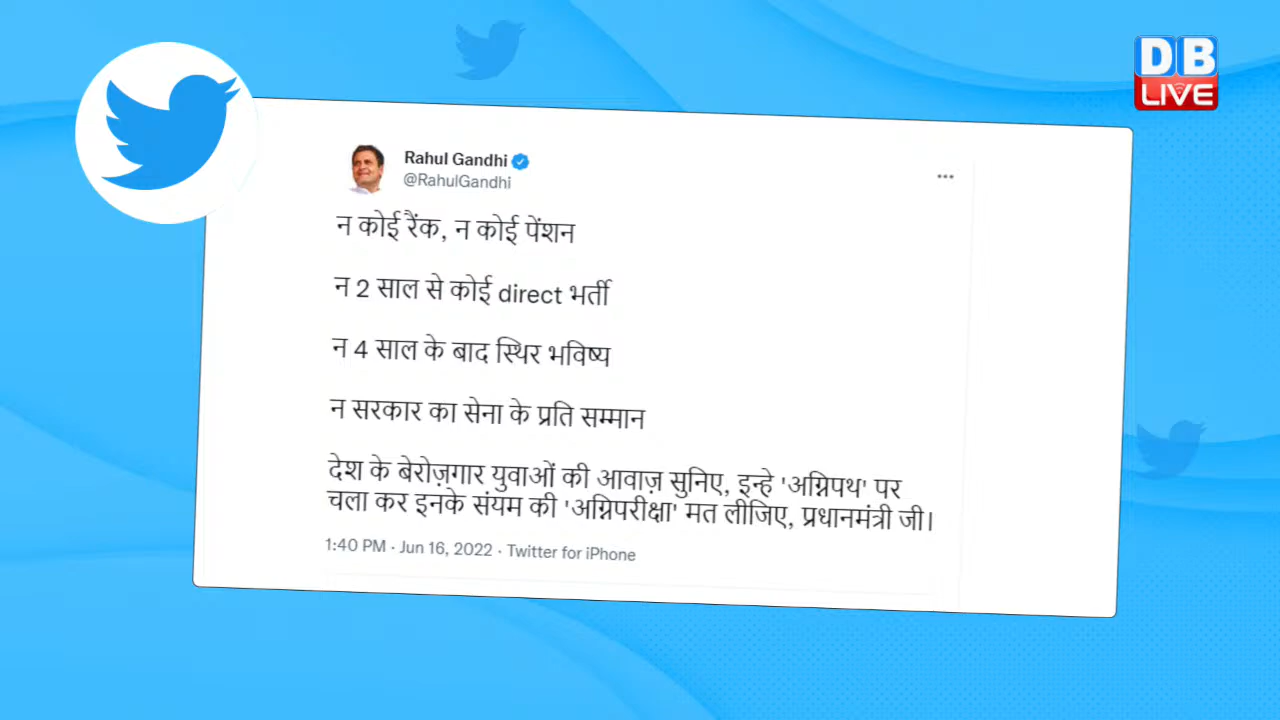 DB
LIVE
Rahul Gandhi
@RahulGandhi
न कोई रैंक, न कोई पेंशन
न 2 साल से कोई direct भर्ती
न 4 साल के बाद स्थिर भविष्य
न सरकार का सेना के प्रति सम्मान
देश के बेरोज़गार युवाओं की आवाज़ सुनिए, इन्हे 'अग्निपथ' पर
चला कर इनके संयम की 'अग्निपरीक्षा' मत लीजिए, प्रधानमंत्री जी।
1:40 PM · Jun 16, 2022 · Twitter for iPhone